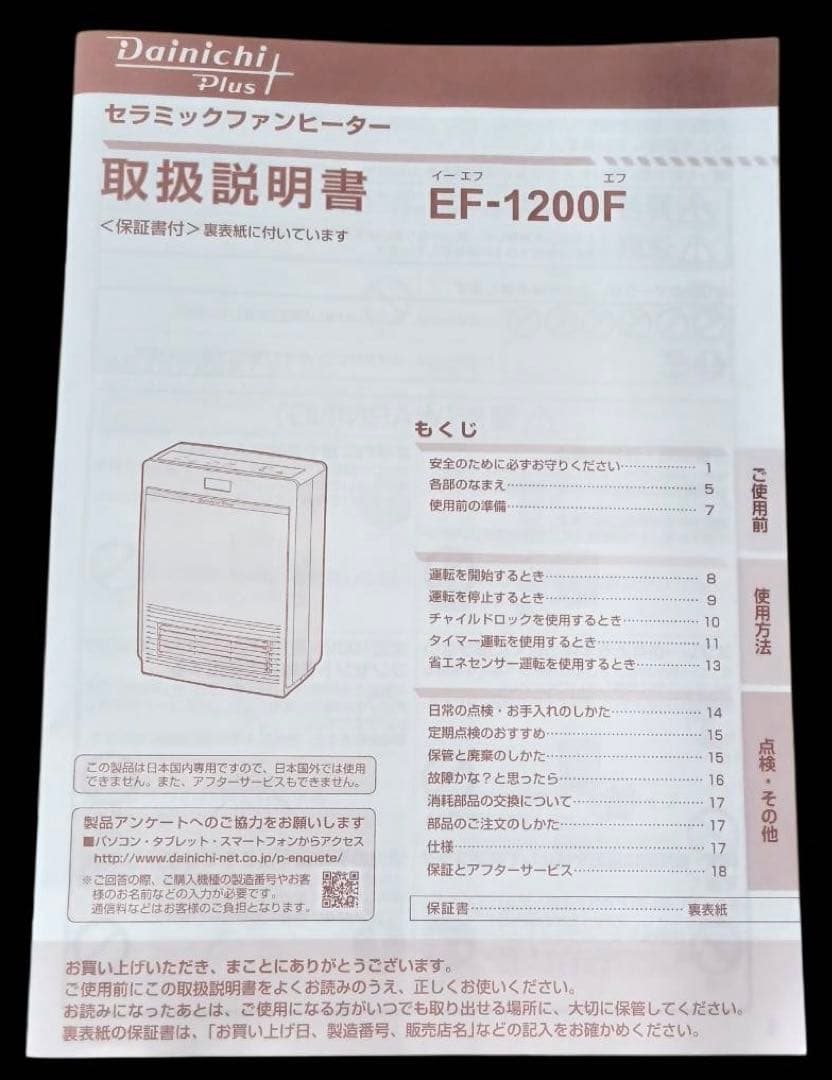 Dainichi
Plus
セラミックファンヒーター
取扱説明書
イー エフ エフ
EF-1200F
＜保証書付＞裏表紙に付いています
もくじ
安全のために必ずお守りください………………1
各部のなまえ………………5
使用前の準備………………7
ご使用前
運転を開始するとき………………8
運転を停止するとき………………9
チャイルドロックを使用するとき………………10
タイマー運転を使用するとき………………11
省エネセンサー運転を使用するとき………………13
使用方法
日常の点検・お手入れのしかた………………14
定期点検のおすすめ………………15
保管と廃棄のしかた………………15
故障かな？と思ったら………………16
消耗部品の交換について………………17
部品のご注文のしかた………………17
仕様………………17
保証とアフターサービス………………18
点検・その他
保証書………………裏表紙
この製品は日本国内専用ですので、日本国外では使用
できません。また、アフターサービスもできません。
製品アンケートへのご協力をお願いします
■パソコン・タブレット・スマートフォンからアクセス
http://www.dainichi-net.co.jp/p-enquete/
※ご回答の際、ご購入機種の製造番号やお客
様のお名前などの入力が必要です。
通信料などはお客様のご負担となります。
お買い上げいただき、まことにありがとうございます。
ご使用前にこの取扱説明書をよくお読みのうえ、正しくお使いください。
お読みになったあとは、ご使用になる方がいつでも取り出せる場所に、大切に保管してください。
裏表紙の保証書は、「お買い上げ日、製造番号、販売店名」などの記入をお確かめください。